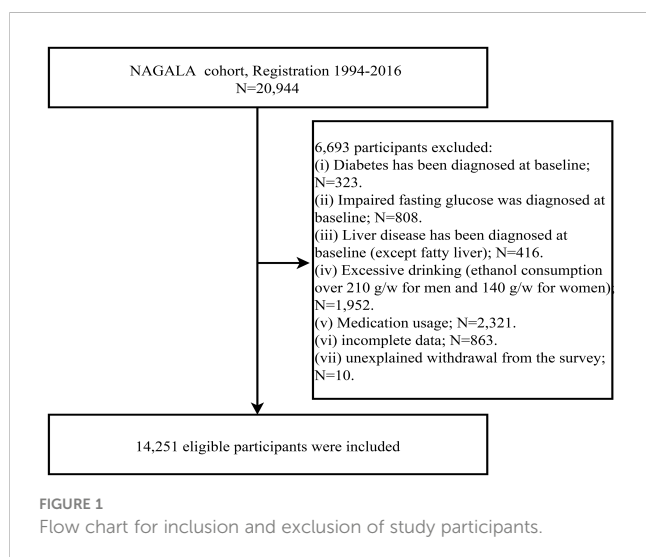 NAGALA cohort, Registration 1994-2016
N=20,944
6,693 participants excluded:
(i) Diabetes has been diagnosed at baseline;
N=323.
(ii) Impaired fasting glucose was diagnosed at
baseline; N=808.
(iii) Liver disease has been diagnosed at
baseline (except fatty liver); N=416.
(iv) Excessive drinking (ethanol consumption
over 210 g/w for men and 140 g/w for women);
N=1,952.
(v) Medication usage; N=2,321.
(vi) incomplete data; N=863.
(vii) unexplained withdrawal from the survey;
N=10.
14,251 eligible participants were included
FIGURE 1
Flow chart for inclusion and exclusion of study participants.